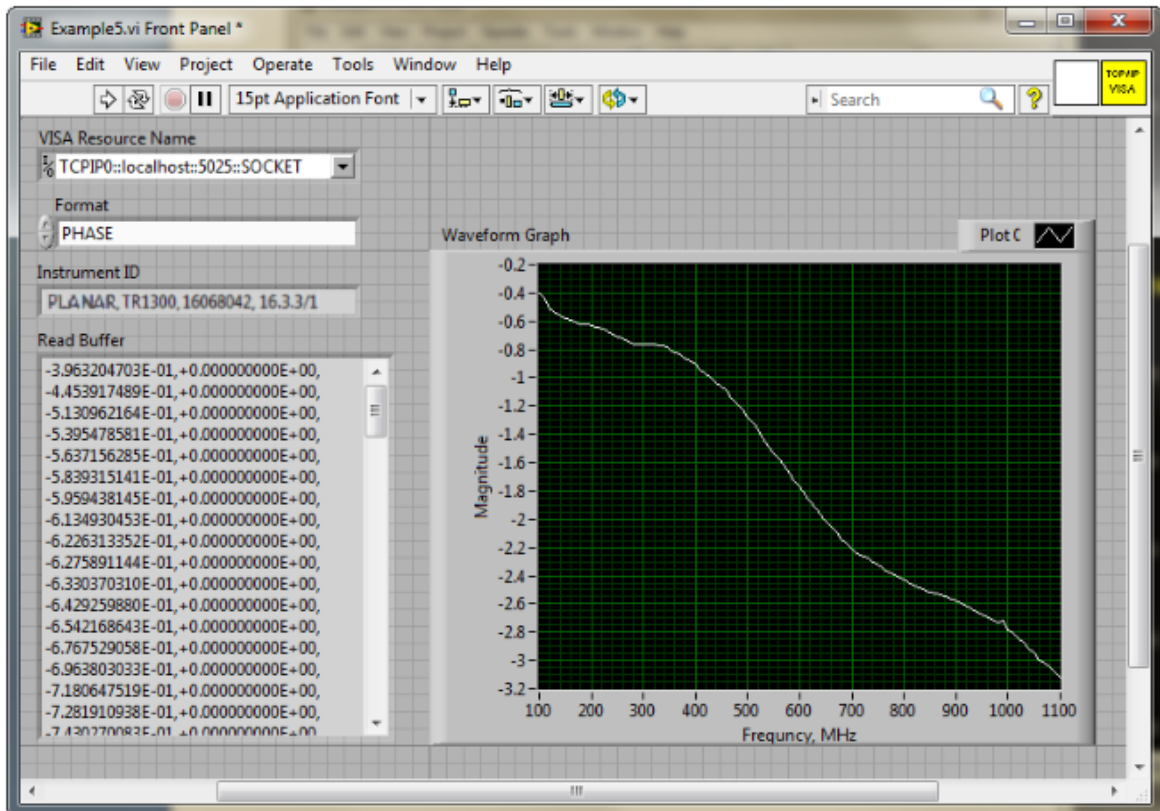 Example5.vi Front Panel *
File Edit View Project Operate Tools Window Help
15pt Application Font
Search
TCP/IP
VISA
VISA Resource Name
TCPIP0::localhost::5025::SOCKET
Format
PHASE
Instrument ID
PLANAR, TR1300, 16068042, 16.3.3/1
Read Buffer
-3.963204703E-01,+0.000000000E+00,
-4.453917489E-01,+0.000000000E+00,
-5.130962164E-01,+0.000000000E+00,
-5.395478581E-01,+0.000000000E+00,
-5.637156285E-01,+0.000000000E+00,
-5.839315141E-01,+0.000000000E+00,
-5.959438145E-01,+0.000000000E+00,
-6.134930453E-01,+0.000000000E+00,
-6.226313352E-01,+0.000000000E+00,
-6.275891144E-01,+0.000000000E+00,
-6.330370310E-01,+0.000000000E+00,
-6.429259880E-01,+0.000000000E+00,
-6.542168643E-01,+0.000000000E+00,
-6.767529058E-01,+0.000000000E+00,
-6.963803033E-01,+0.000000000E+00,
-7.180647519E-01,+0.000000000E+00,
-7.281910938E-01,+0.000000000E+00,
-7.430270083E-01,+0.000000000E+00,
Waveform Graph
Plot 0
Magnitude
-0.2
-0.4
-0.6
-0.8
-1
-1.2
-1.4
-1.6
-1.8
-2
-2.2
-2.4
-2.6
-2.8
-3
-3.2
100 200 300 400 500 600 700 800 900 1000 1100
Frequncy, MHz